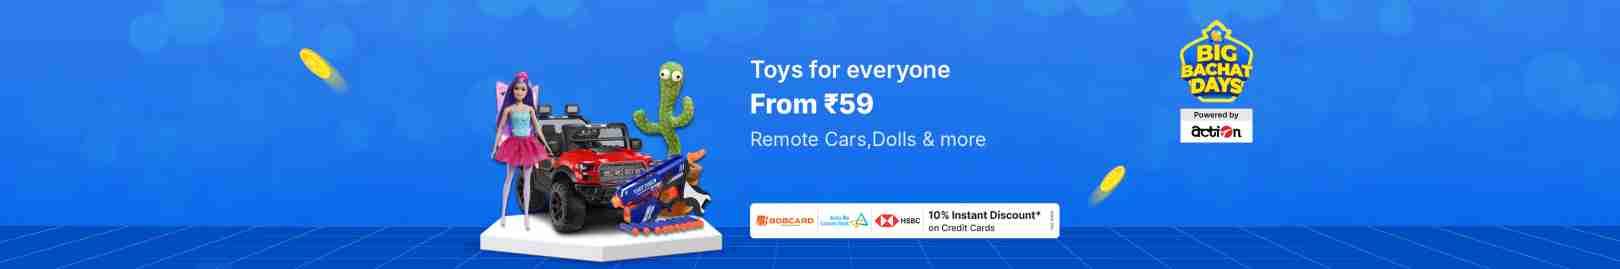 Toys for everyone
From ₹59
Remote Cars,Dolls & more
BIG
BACHAT
DAYS
Powered by
action
BOBCARD
HSBC
10% Instant Discount*
on Credit Cards